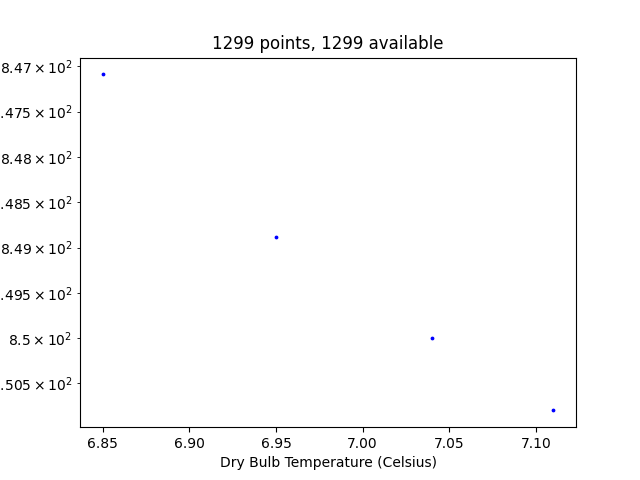 1299 points, 1299 available
8.47 × 10²
.475 × 10²
8.48 × 10²
.485 × 10²
8.49 × 10²
.495 × 10²
8.5 × 10²
.505 × 10²
6.85 6.90 6.95 7.00 7.05 7.10
Dry Bulb Temperature (Celsius)